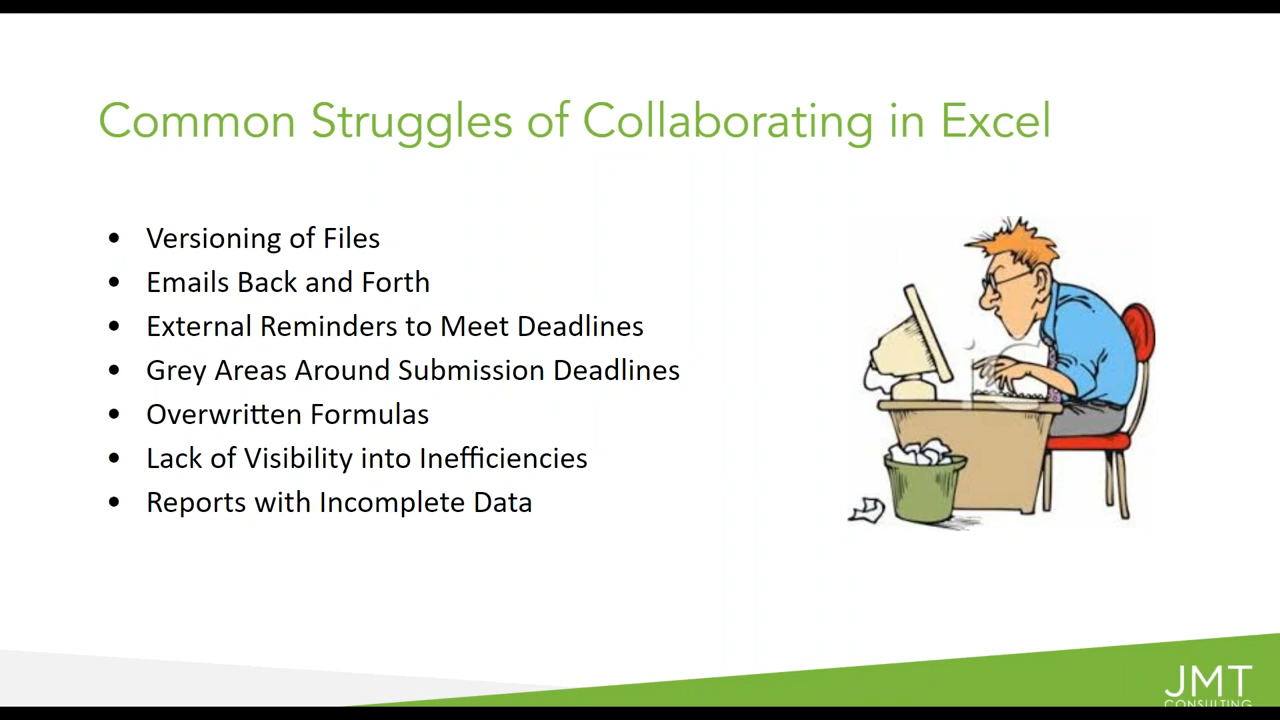 Common Struggles of Collaborating in Excel
• Versioning of Files
• Emails Back and Forth
• External Reminders to Meet Deadlines
• Grey Areas Around Submission Deadlines
• Overwritten Formulas
• Lack of Visibility into Inefficiencies
• Reports with Incomplete Data
JMT
CONSULTING